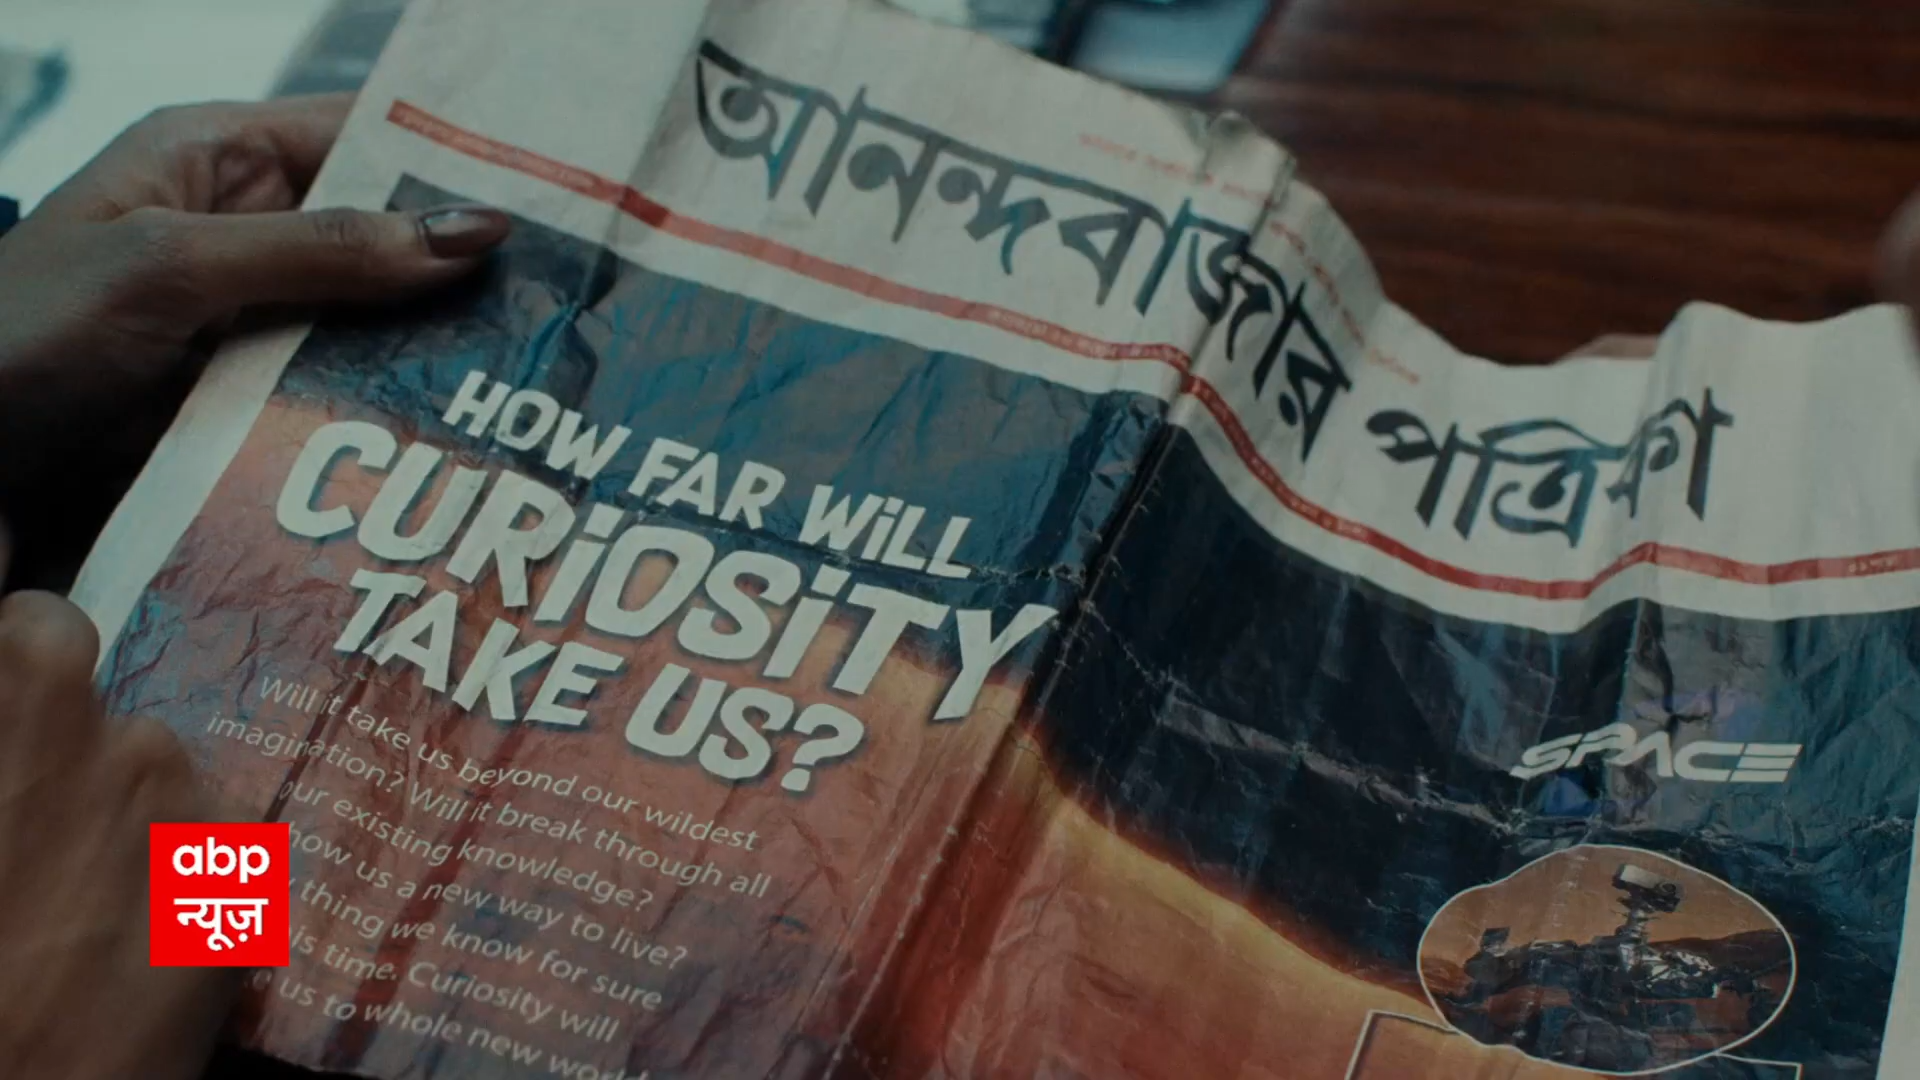 আনন্দবাজার পত্রিকা
HOW FAR WiLL
CURiOSiTY
TAKE US?
Will it take us beyond our wildest
imagination? Will it break through all
our existing knowledge?
how us a new way to live?
thing we know for sure
is time. Curiosity will
us to whole new
SPACE
abp
न्यूज़